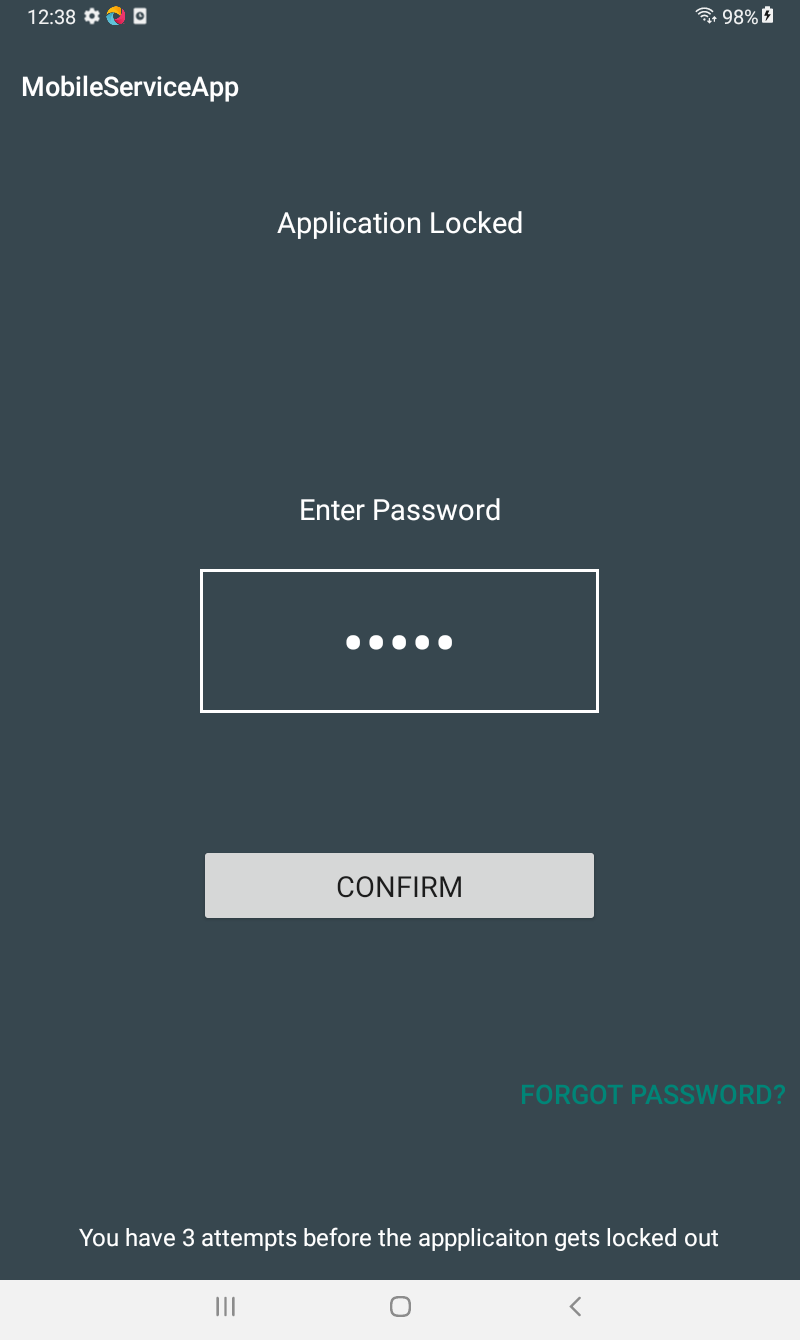 12:38 98%
MobileServiceApp
Application Locked
Enter Password
•••••
CONFIRM
FORGOT PASSWORD?
You have 3 attempts before the appplicaiton gets locked out